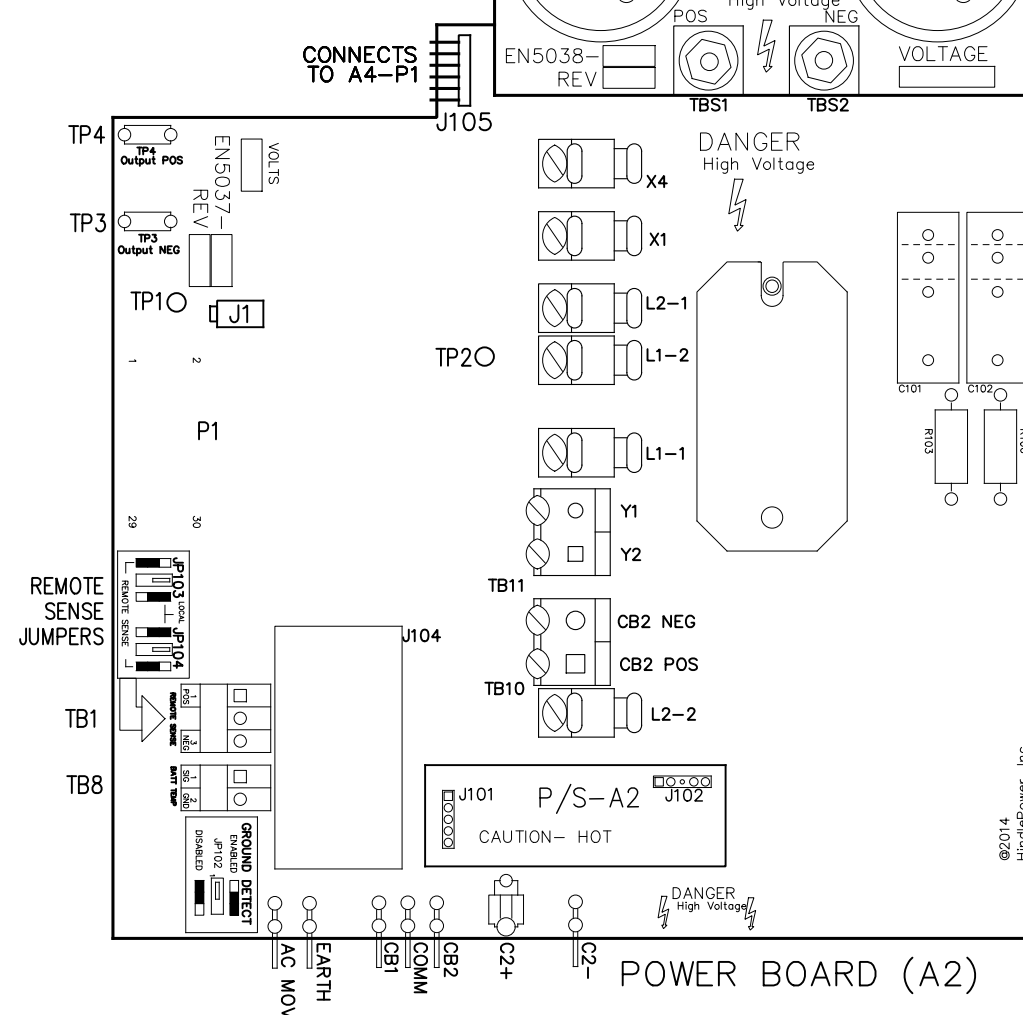 High Voltage
POS
NEG
CONNECTS
TO A4-P1
EN5038-
REV
VOLTAGE
TBS1
TBS2
J105
TP4
TP4
Output POS
EN5037-
REV
VOLTS
DANGER
High Voltage
X4
TP3
TP3
Output NEG
X1
TP1
J1
L2-1
TP2
L1-2
1
2
C101
C102
P1
R103
L1-1
29
30
Y1
Y2
TB11
REMOTE
SENSE
JUMPERS
REMOTE SENSE
JP103
LOCAL
JP104
J104
CB2 NEG
CB2 POS
TB10
TB1
REMOTE SENSE
POS
1
NEG
3
L2-2
TB8
BATT TEMP
SIG
1
GND
2
J101
P/S-A2
J102
CAUTION- HOT
GROUND DETECT
ENABLED
JP102
1
DISABLED
DANGER
High Voltage
©2014
HindlePower, Inc
AC MOV
EARTH
CB1
COMM
CB2
C2+
C2-
POWER BOARD (A2)